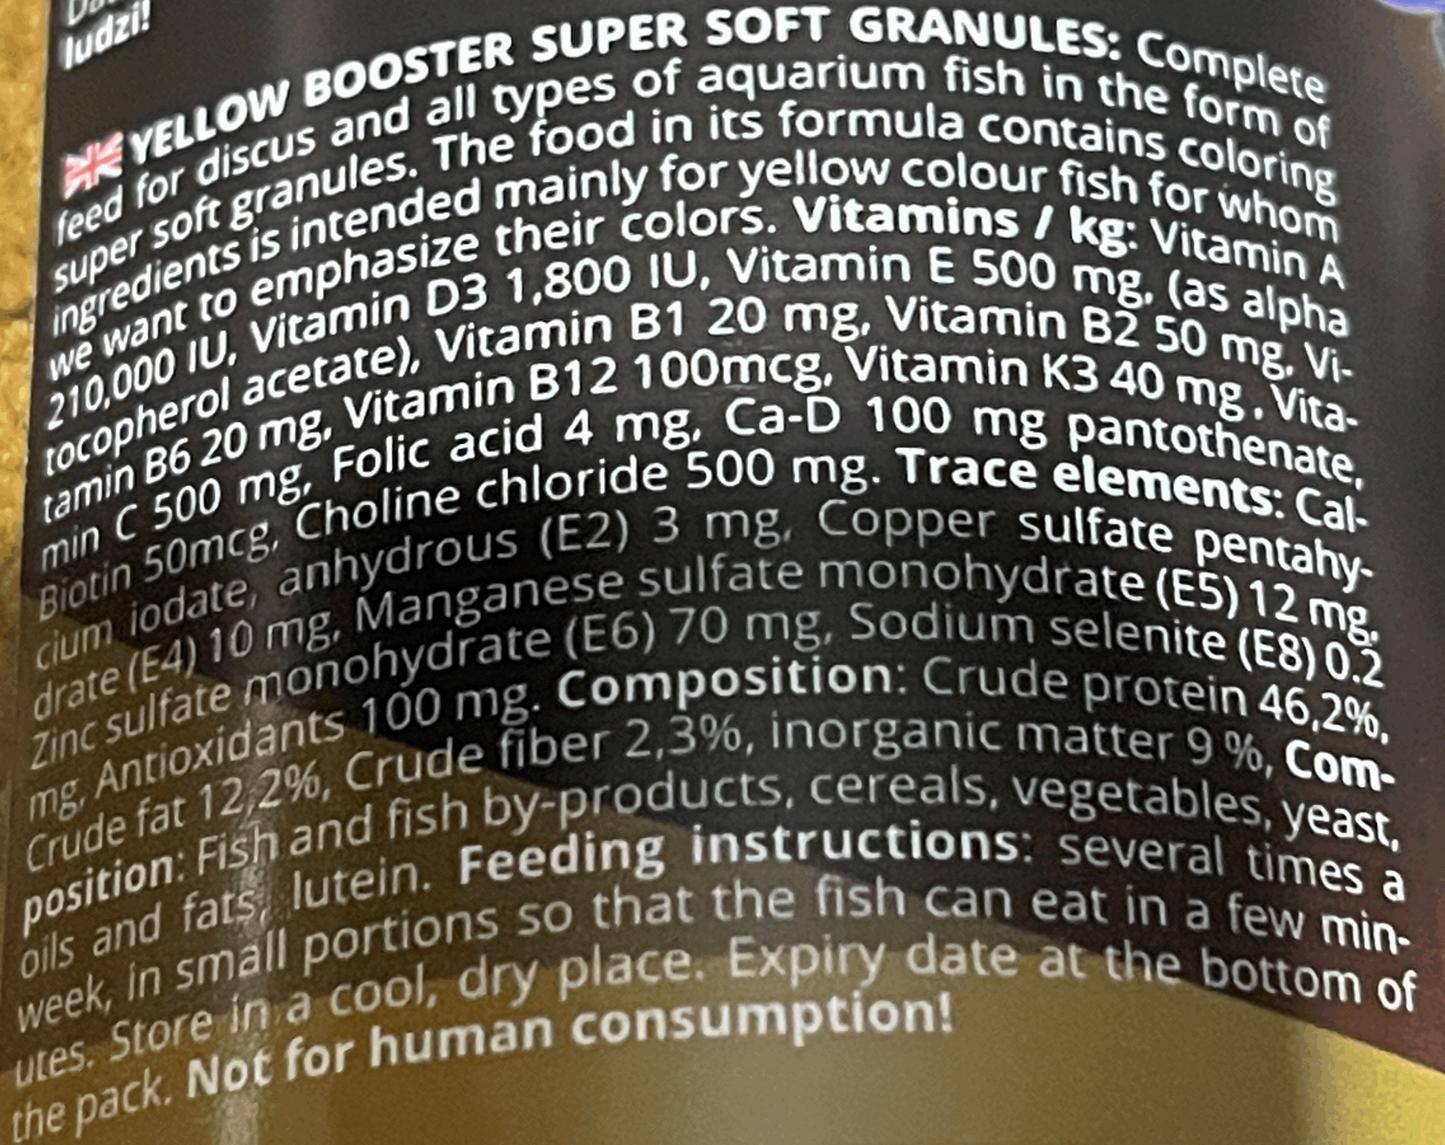 ludzi!
YELLOW BOOSTER SUPER SOFT GRANULES: Complete
feed for discus and all types of aquarium fish in the form of
super soft granules. The food in its formula contains coloring
ingredients is intended mainly for yellow colour fish for whom
we want to emphasize their colors. Vitamins / kg: Vitamin A
210,000 IU, Vitamin D3 1,800 IU, Vitamin E 500 mg, (as alpha
tocopherol acetate), Vitamin B1 20 mg, Vitamin B2 50 mg, Vi-
tamin B6 20 mg, Vitamin B12 100mcg, Vitamin K3 40 mg , Vita-
min C 500 mg, Folic acid 4 mg, Ca-D 100 mg pantothenate,
Biotin 50mcg, Choline chloride 500 mg. Trace elements: Cal-
cium iodate, anhydrous (E2) 3 mg, Copper sulfate pentahy-
drate (E4) 10 mg, Manganese sulfate monohydrate (E5) 12 mg,
Zinc sulfate monohydrate (E6) 70 mg, Sodium selenite (E8) 0.2
mg, Antioxidants 100 mg. Composition: Crude protein 46,2%,
Crude fat 12,2%, Crude fiber 2,3%, inorganic matter 9 %, Com-
position: Fish and fish by-products, cereals, vegetables, yeast,
oils and fats, lutein. Feeding instructions: several times a
week, in small portions so that the fish can eat in a few min-
utes. Store in a cool, dry place. Expiry date at the bottom of
the pack. Not for human consumption!